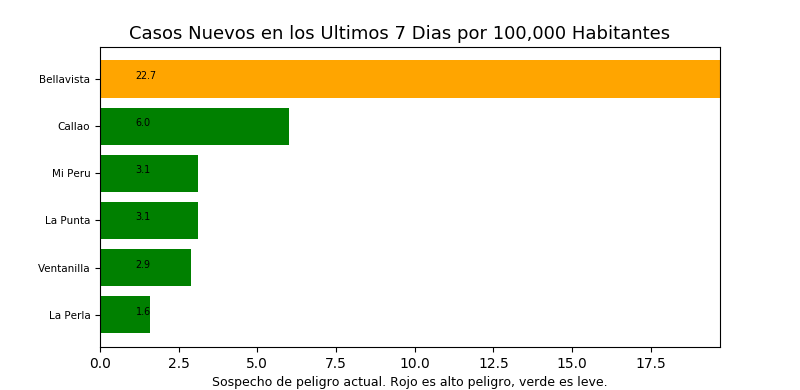 Casos Nuevos en los Ultimos 7 Dias por 100,000 Habitantes
Bellavista 22.7
Callao 6.0
Mi Peru 3.1
La Punta 3.1
Ventanilla 2.9
La Perla 1.6
0.0 2.5 5.0 7.5 10.0 12.5 15.0 17.5
Sospecho de peligro actual. Rojo es alto peligro, verde es leve.